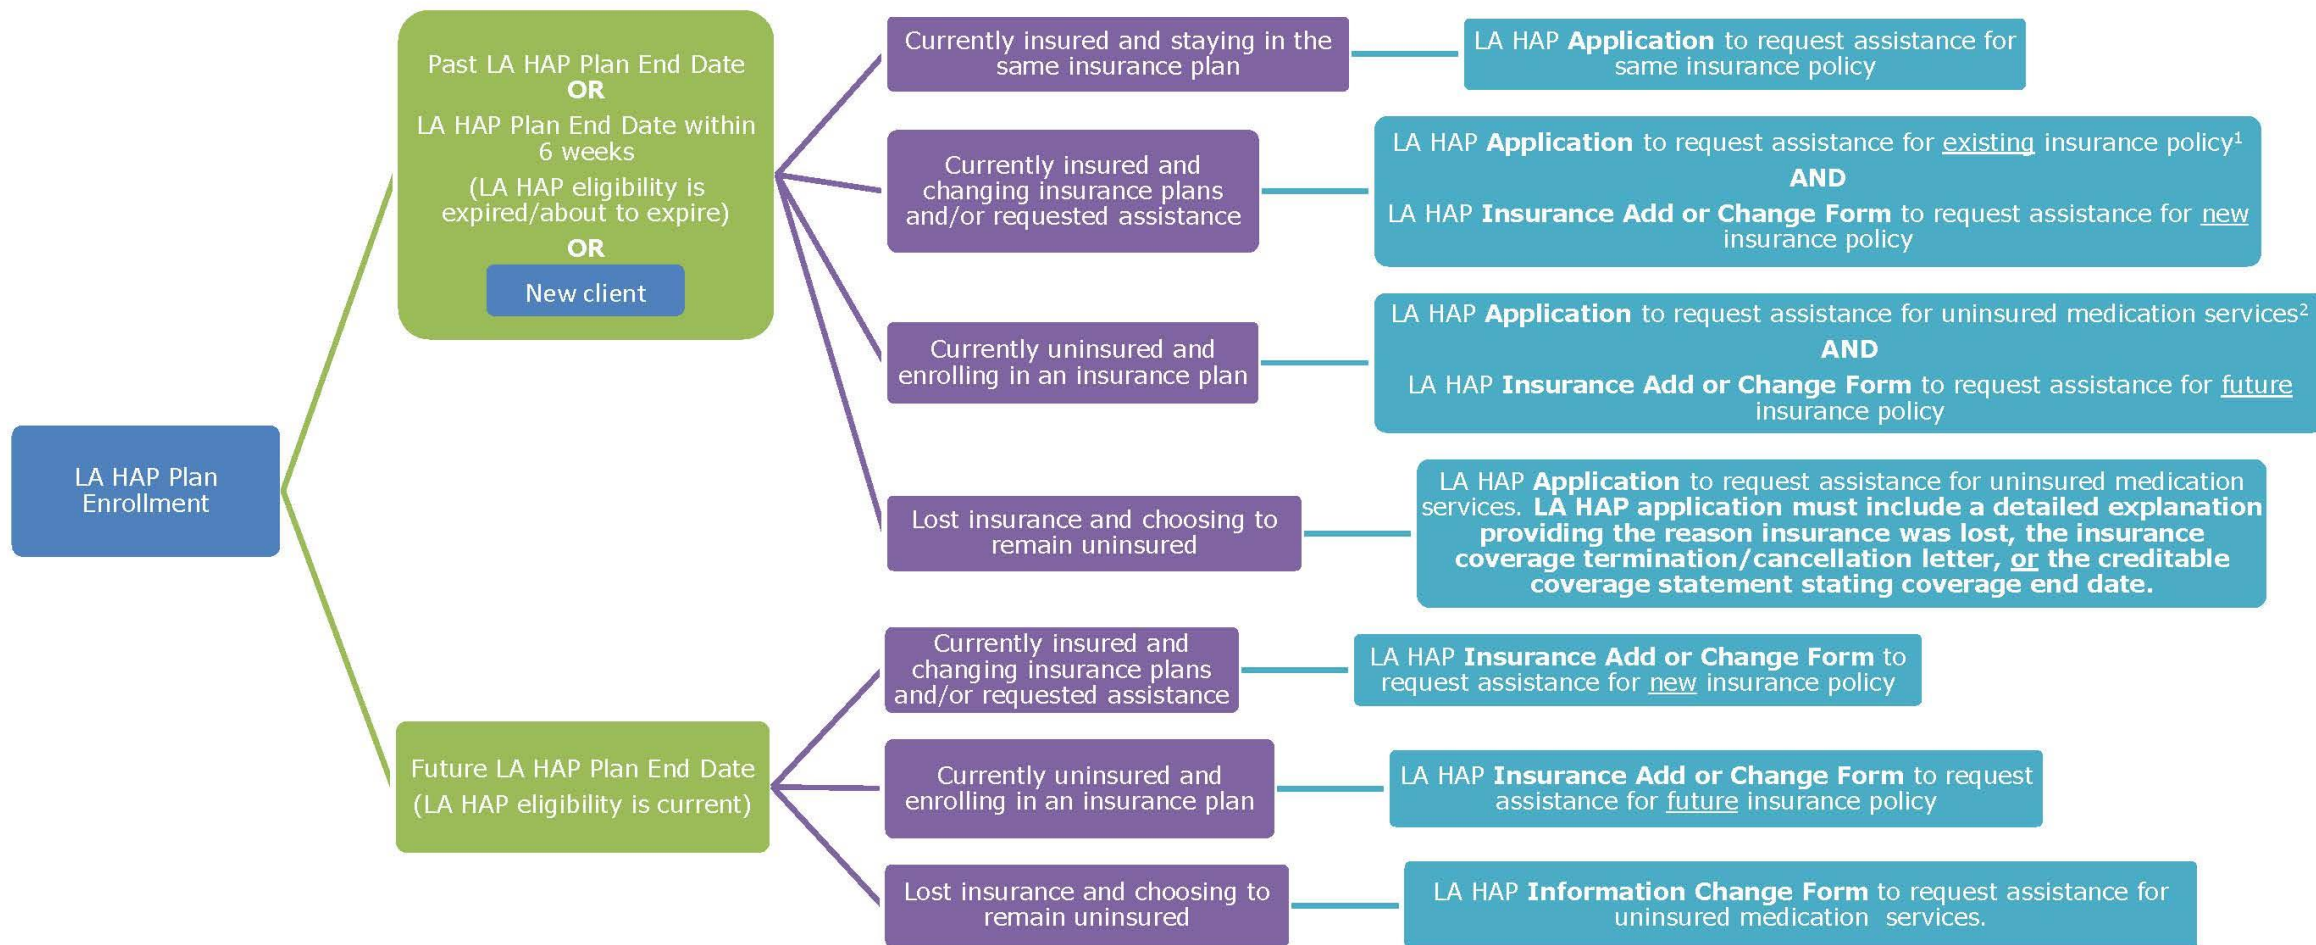 LA HAP Plan
Enrollment
Past LA HAP Plan End Date
OR
LA HAP Plan End Date within
6 weeks
(LA HAP eligibility is
expired/about to expire)
OR
New client
Currently insured and staying in the
same insurance plan
LA HAP Application to request assistance for
same insurance policy
Currently insured and
changing insurance plans
and/or requested assistance
LA HAP Application to request assistance for existing insurance policy¹
AND
LA HAP Insurance Add or Change Form to request assistance for new
insurance policy
Currently uninsured and
enrolling in an insurance plan
LA HAP Application to request assistance for uninsured medication services²
AND
LA HAP Insurance Add or Change Form to request assistance for future
insurance policy
Lost insurance and choosing to
remain uninsured
LA HAP Application to request assistance for uninsured medication
services. LA HAP application must include a detailed explanation
providing the reason insurance was lost, the insurance
coverage termination/cancellation letter, or the creditable
coverage statement stating coverage end date.
Future LA HAP Plan End Date
(LA HAP eligibility is current)
Currently insured and
changing insurance plans
and/or requested assistance
LA HAP Insurance Add or Change Form to
request assistance for new insurance policy
Currently uninsured and
enrolling in an insurance plan
LA HAP Insurance Add or Change Form to request
assistance for future insurance policy
Lost insurance and choosing to
remain uninsured
LA HAP Information Change Form to request assistance for
uninsured medication services.